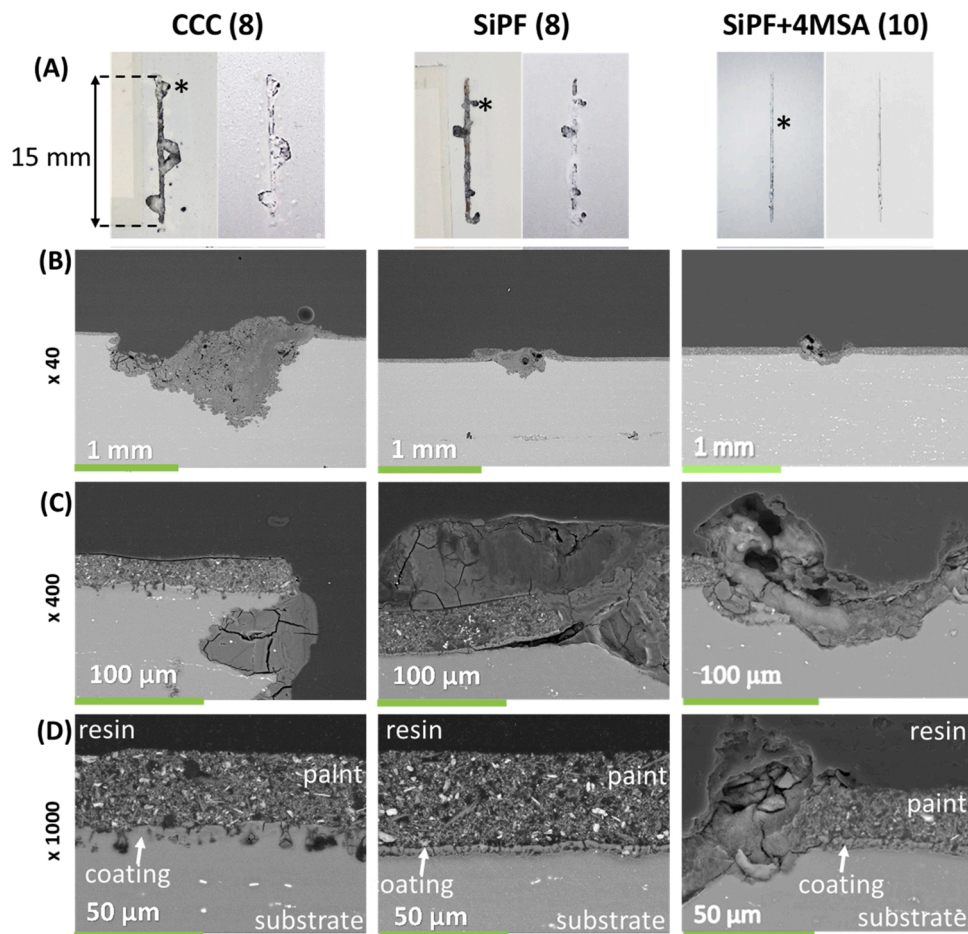 CCC (8) SiPF (8) SiPF+4MSA (10)
(A)
* * *
15 mm
(B)
x 40
1 mm 1 mm 1 mm
(C)
x 400
100 µm 100 µm 100 µm
(D)
x 1000
resin resin resin
paint paint paint
coating coating coating
50 µm substrate 50 µm substrate 50 µm substrate